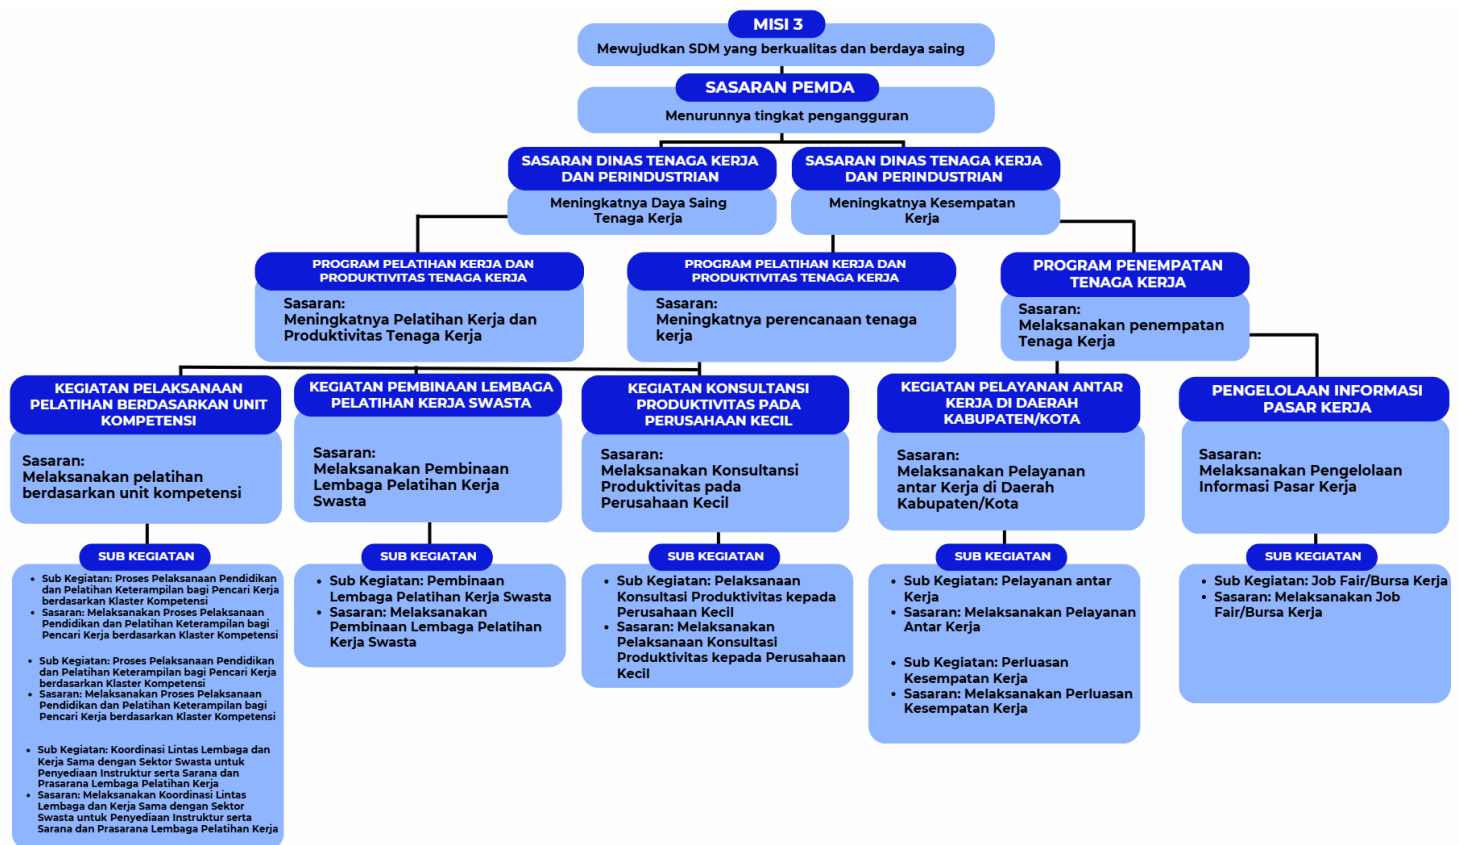 MISI 3
Mewujudkan SDM yang berkualitas dan berdaya saing
SASARAN PEMDA
Menurunnya tingkat pengangguran
SASARAN DINAS TENAGA KERJA
DAN PERINDUSTRIAN
Meningkatnya Daya Saing
Tenaga Kerja
SASARAN DINAS TENAGA KERJA
DAN PERINDUSTRIAN
Meningkatnya Kesempatan
Kerja
PROGRAM PELATIHAN KERJA DAN
PRODUKTIVITAS TENAGA KERJA
Sasaran:
Meningkatnya Pelatihan Kerja dan
Produktivitas Tenaga Kerja
PROGRAM PELATIHAN KERJA DAN
PRODUKTIVITAS TENAGA KERJA
Sasaran:
Meningkatnya perencanaan tenaga
kerja
PROGRAM PENEMPATAN
TENAGA KERJA
Sasaran:
Melaksanakan penempatan
Tenaga Kerja
KEGIATAN PELAKSANAAN
PELATIHAN BERDASARKAN UNIT
KOMPETENSI
Sasaran:
Melaksanakan pelatihan
berdasarkan unit kompetensi
KEGIATAN PEMBINAAN LEMBAGA
PELATIHAN KERJA SWASTA
Sasaran:
Melaksanakan Pembinaan
Lembaga Pelatihan Kerja
Swasta
KEGIATAN KONSULTANSI
PRODUKTIVITAS PADA
PERUSAHAAN KECIL
Sasaran:
Melaksanakan Konsultansi
Produktivitas pada
Perusahaan Kecil
KEGIATAN PELAYANAN ANTAR
KERJA DI DAERAH
KABUPATEN/KOTA
Sasaran:
Melaksanakan Pelayanan
antar Kerja di Daerah
Kabupaten/Kota
PENGELOLAAN INFORMASI
PASAR KERJA
Sasaran:
Melaksanakan Pengelolaan
Informasi Pasar Kerja
SUB KEGIATAN
• Sub Kegiatan: Proses Pelaksanaan Pendidikan
dan Pelatihan Keterampilan bagi Pencari Kerja
berdasarkan Klaster Kompetensi
• Sasaran: Melaksanakan Proses Pelaksanaan
Pendidikan dan Pelatihan Keterampilan bagi
Pencari Kerja berdasarkan Klaster Kompetensi
• Sub Kegiatan: Proses Pelaksanaan Pendidikan
dan Pelatihan Keterampilan bagi Pencari Kerja
berdasarkan Klaster Kompetensi
• Sasaran: Melaksanakan Proses Pelaksanaan
Pendidikan dan Pelatihan Keterampilan bagi
Pencari Kerja berdasarkan Klaster Kompetensi
• Sub Kegiatan: Koordinasi Lintas Lembaga dan
Kerja Sama dengan Sektor Swasta untuk
Penyediaan Instruktur serta Sarana dan
Prasarana Lembaga Pelatihan Kerja
• Sasaran: Melaksanakan Koordinasi Lintas
Lembaga dan Kerja Sama dengan Sektor
Swasta untuk Penyediaan Instruktur serta
Sarana dan Prasarana Lembaga Pelatihan Kerja
SUB KEGIATAN
• Sub Kegiatan: Pembinaan
Lembaga Pelatihan Kerja Swasta
• Sasaran: Melaksanakan
Pembinaan Lembaga Pelatihan
Kerja Swasta
SUB KEGIATAN
• Sub Kegiatan: Pelaksanaan
Konsultasi Produktivitas kepada
Perusahaan Kecil
• Sasaran: Melaksanakan
Pelaksanaan Konsultasi
Produktivitas kepada Perusahaan
Kecil
SUB KEGIATAN
• Sub Kegiatan: Pelayanan antar
Kerja
• Sasaran: Melaksanakan Pelayanan
Antar Kerja
• Sub Kegiatan: Perluasan
Kesempatan Kerja
• Sasaran: Melaksanakan Perluasan
Kesempatan Kerja
SUB KEGIATAN
• Sub Kegiatan: Job Fair/Bursa Kerja
• Sasaran: Melaksanakan Job
Fair/Bursa Kerja